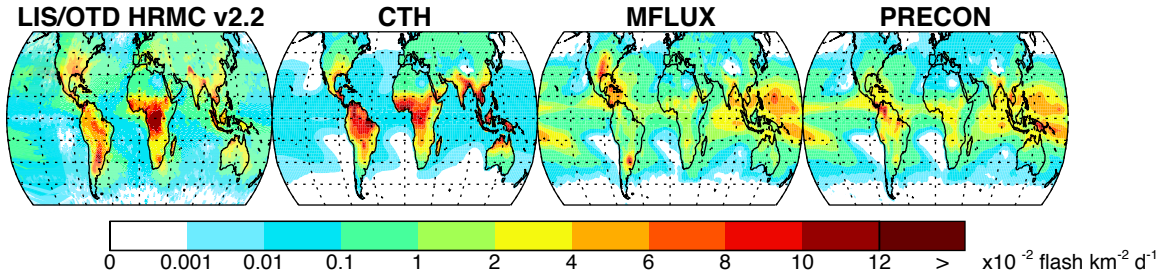 LIS/OTD HRMC v2.2 CTH MFLUX PRECON
0 0.001 0.01 0.1 1 2 4 6 8 10 12 > x10 -2 flash km-2 d-1